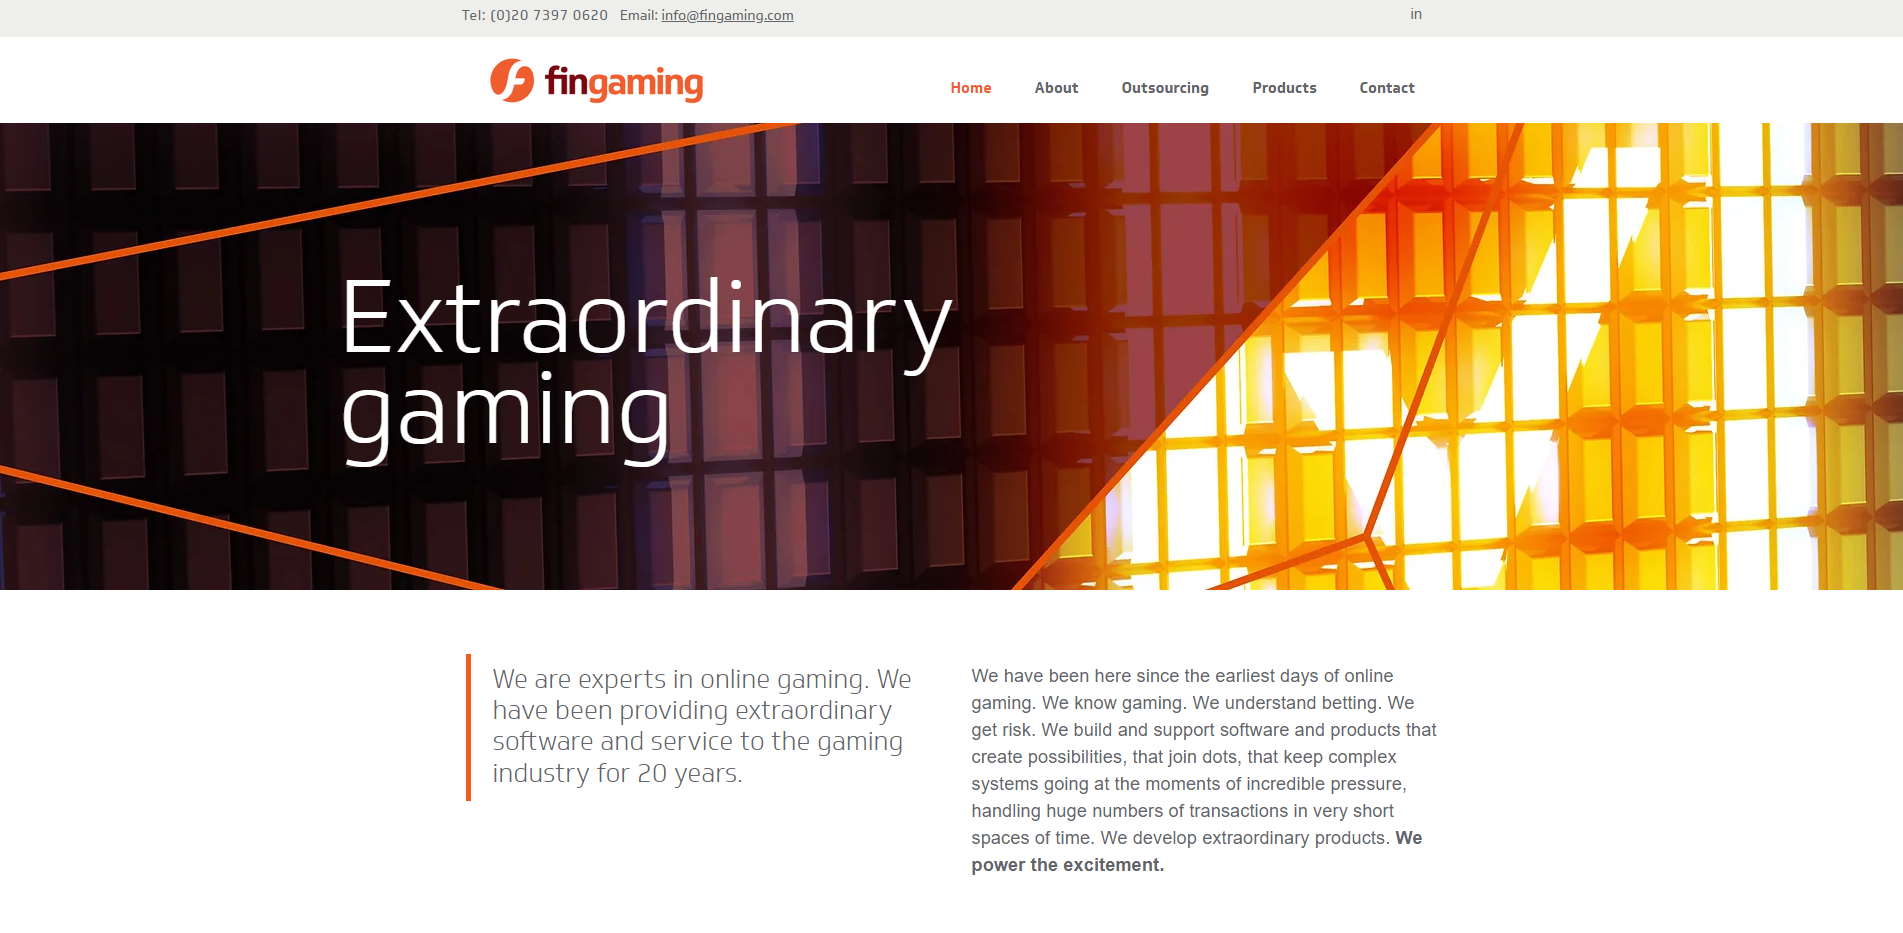 Tel: (0)20 7397 0620 Email: info@fingaming.com
in
fingaming
Home About Outsourcing Products Contact
Extraordinary
gaming
We are experts in online gaming. We
have been providing extraordinary
software and service to the gaming
industry for 20 years.
We have been here since the earliest days of online
gaming. We know gaming. We understand betting. We
get risk. We build and support software and products that
create possibilities, that join dots, that keep complex
systems going at the moments of incredible pressure,
handling huge numbers of transactions in very short
spaces of time. We develop extraordinary products. We
power the excitement.